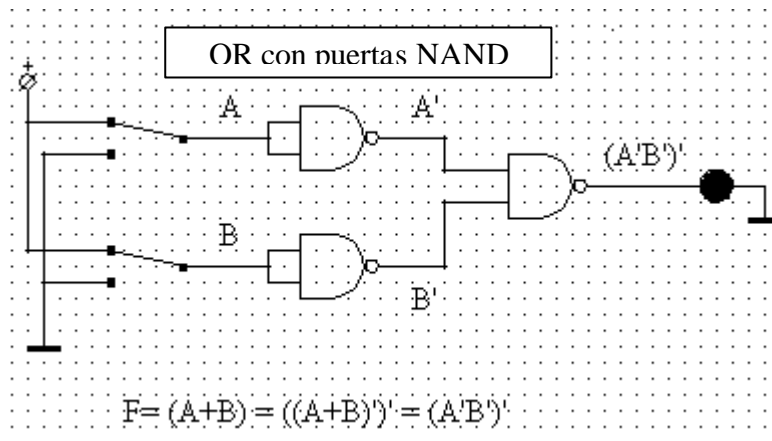 OR con puertas NAND
+
A
A'
(A'B')'
B
B'
F= (A+B) = ((A+B)')' = (A'B')'